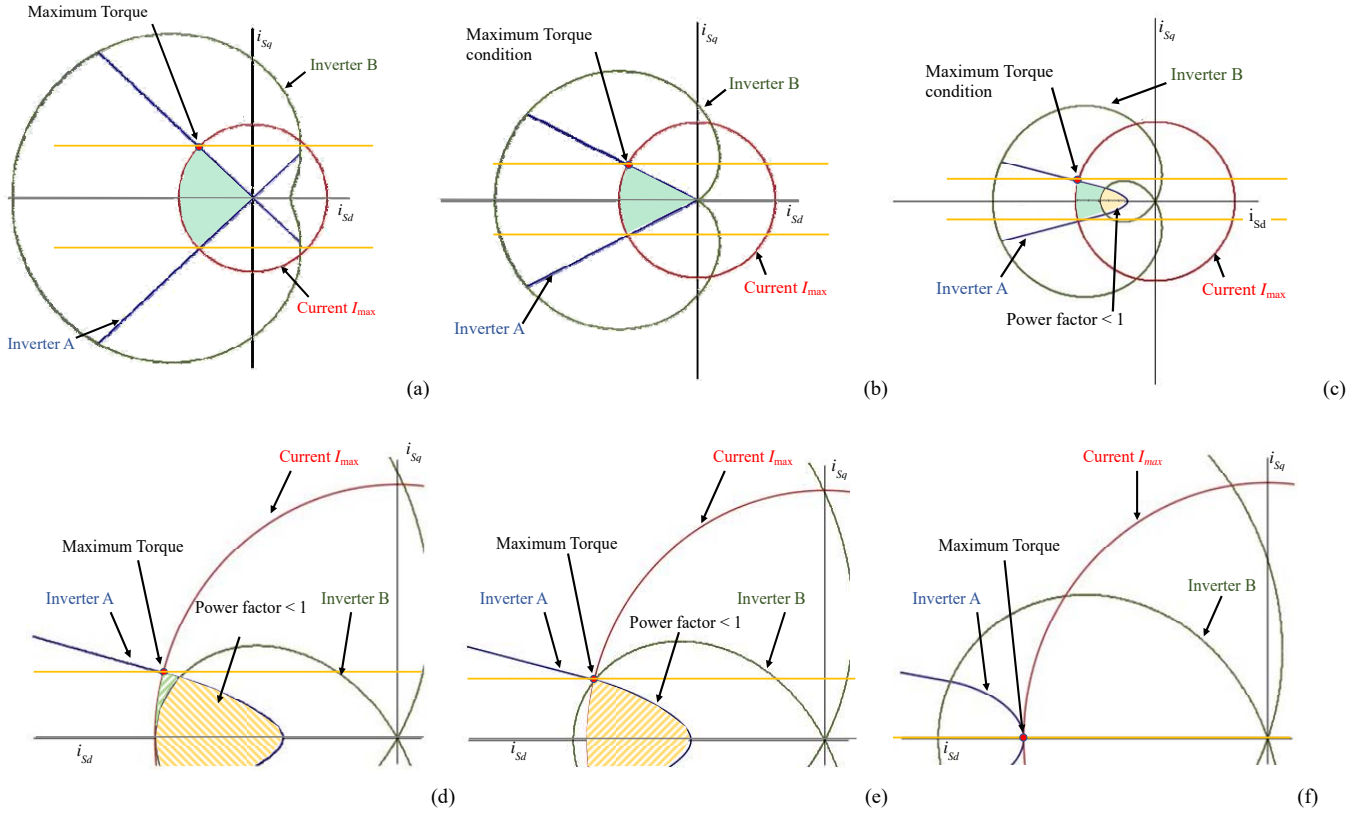 Maximum Torque
i_Sq
Inverter B
i_Sd
Current I_max
Inverter A
(a)
i_Sq
Maximum Torque
condition
Inverter B
i_Sd
Current I_max
Inverter A
(b)
Maximum Torque
condition
Inverter B
i_Sd
Inverter A
Current I_max
Power factor < 1
(c)
i_Sq
Current I_max
Maximum Torque
Inverter A
Power factor < 1
Inverter B
i_Sd
(d)
Current I_max
i_Sq
Maximum Torque
Inverter A
Inverter B
Power factor < 1
i_Sd
(e)
Current I_max
i_Sq
Maximum Torque
Inverter A
Inverter B
i_Sd
(f)